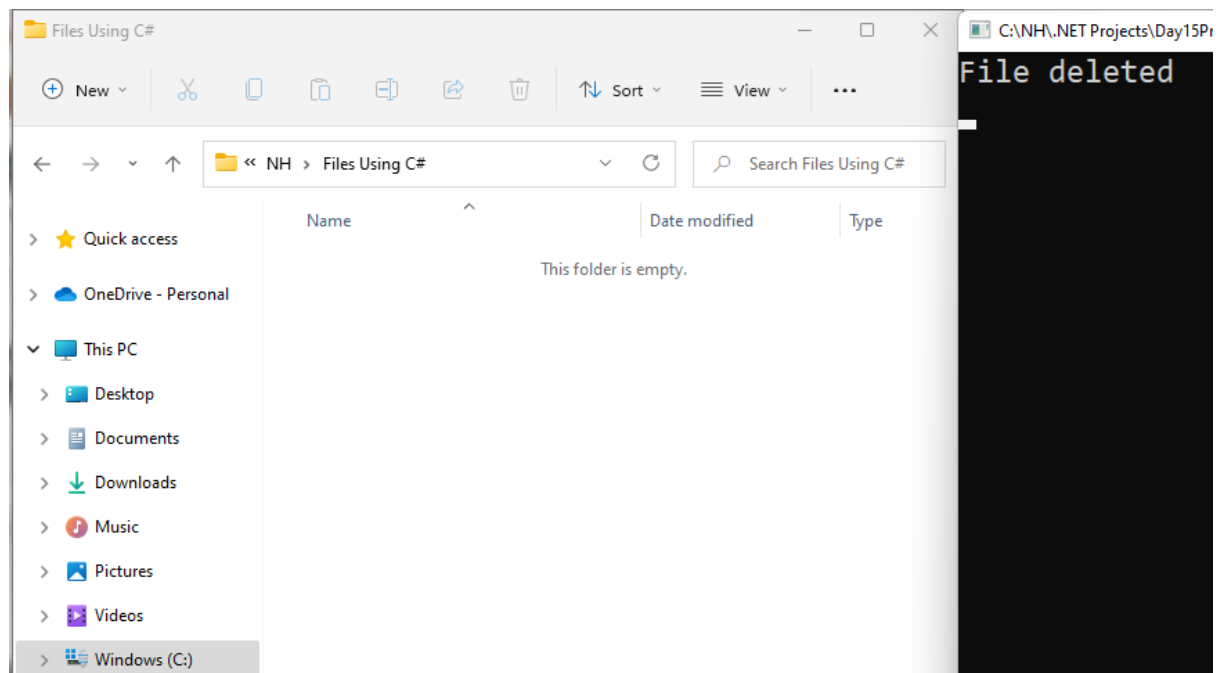 Files Using C#
New
Sort
View
« NH > Files Using C#
Search Files Using C#
Name
Date modified
Type
This folder is empty.
Quick access
OneDrive - Personal
This PC
Desktop
Documents
Downloads
Music
Pictures
Videos
Windows (C:)
C:\NH\.NET Projects\Day15Pr
File deleted